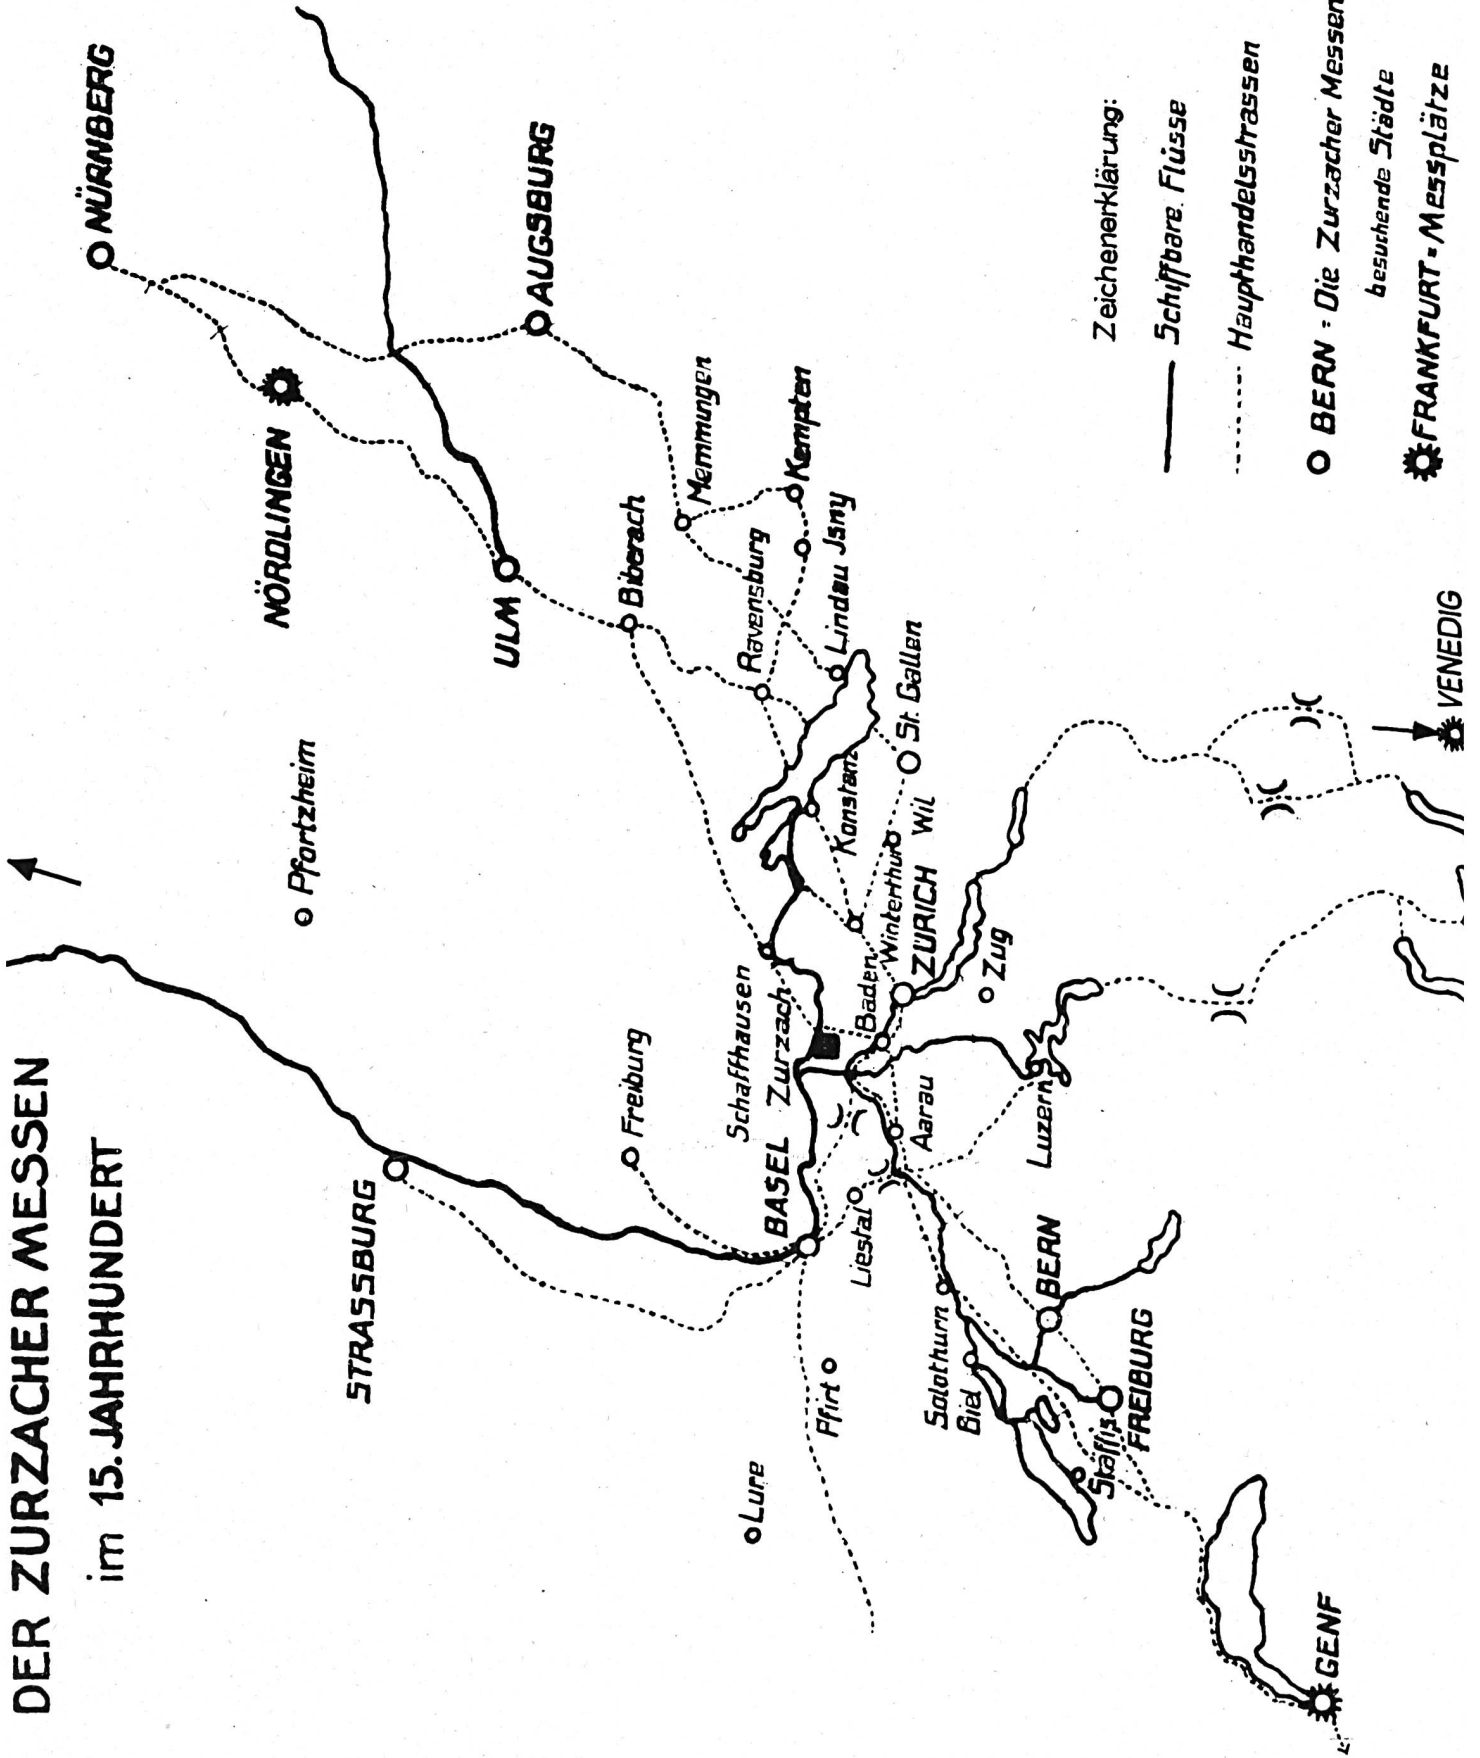 DER ZURZACHER MESSEN
im 15. JAHRHUNDERT
NÜRNBERG
NÖRDLINGEN
AUGSBURG
ULM
Pfortzheim
STRASSBURG
Biberach
Memmungen
Kempten
Ravensburg
Jsny
Lindau
St. Gallen
Konstanz
Wil
Winterthur
Freiburg
Schaffhausen
Zurzach
Baden
ZÜRICH
Zug
BASEL
Aarau
Luzern
Liestal
Lure
Pfirt
Solothurn
Biel
BERN
Staffis
FREIBURG
GENF
VENEDIG
Zeichenerklärung:
Schiffbare Flüsse
Haupthandelsstrassen
BERN = Die Zurzacher Messen
besuchende Städte
FRANKFURT = Messplätze